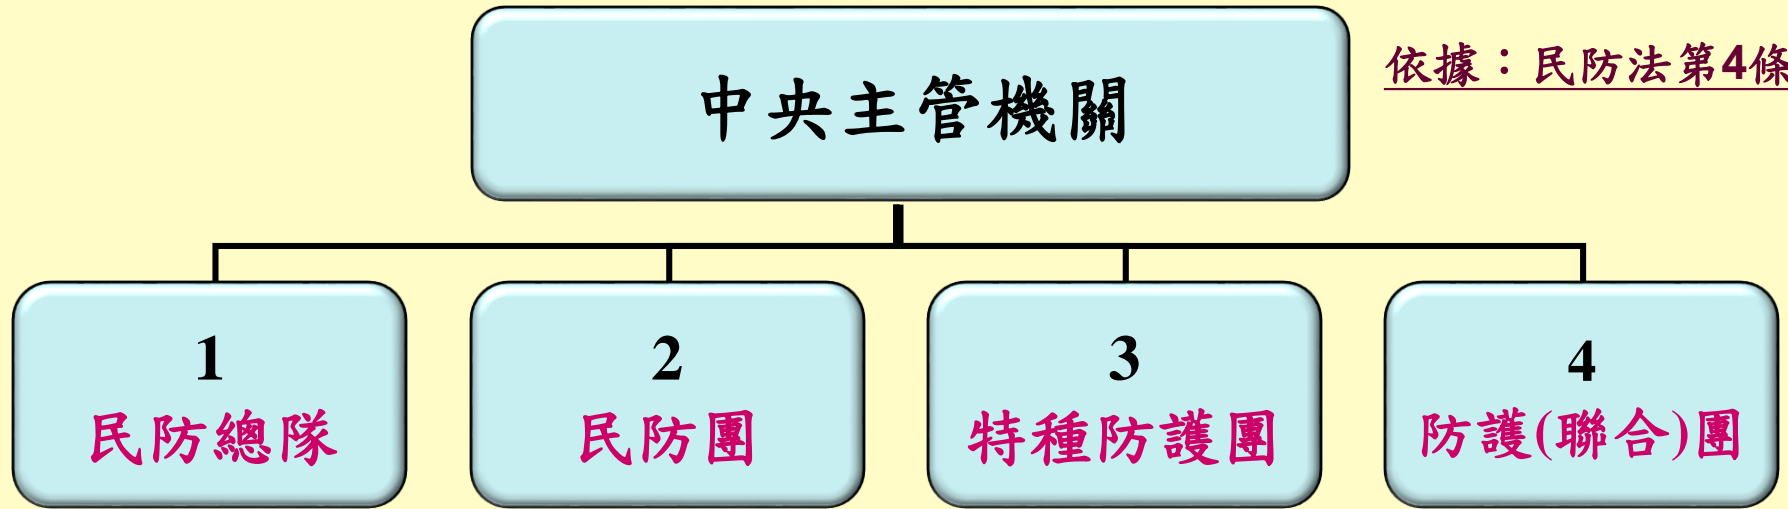 中央主管機關
依據：民防法第4條
1
民防總隊
2
民防團
3
特種防護團
4
防護(聯合)團